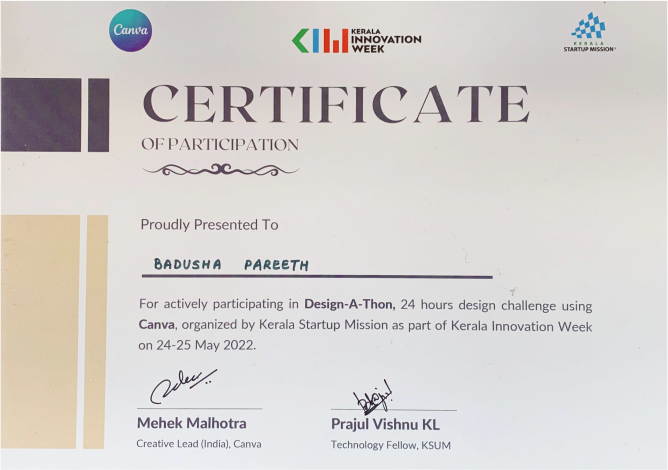 Canva
KERALA
INNOVATION
WEEK
KERALA
STARTUP MISSION
CERTIFICATE
OF PARTICIPATION
Proudly Presented To
BADUSHA PAREETH
For actively participating in Design-A-Thon, 24 hours design challenge using
Canva, organized by Kerala Startup Mission as part of Kerala Innovation Week
on 24-25 May 2022.
Mehek Malhotra
Creative Lead (India), Canva
Prajul Vishnu KL
Technology Fellow, KSUM